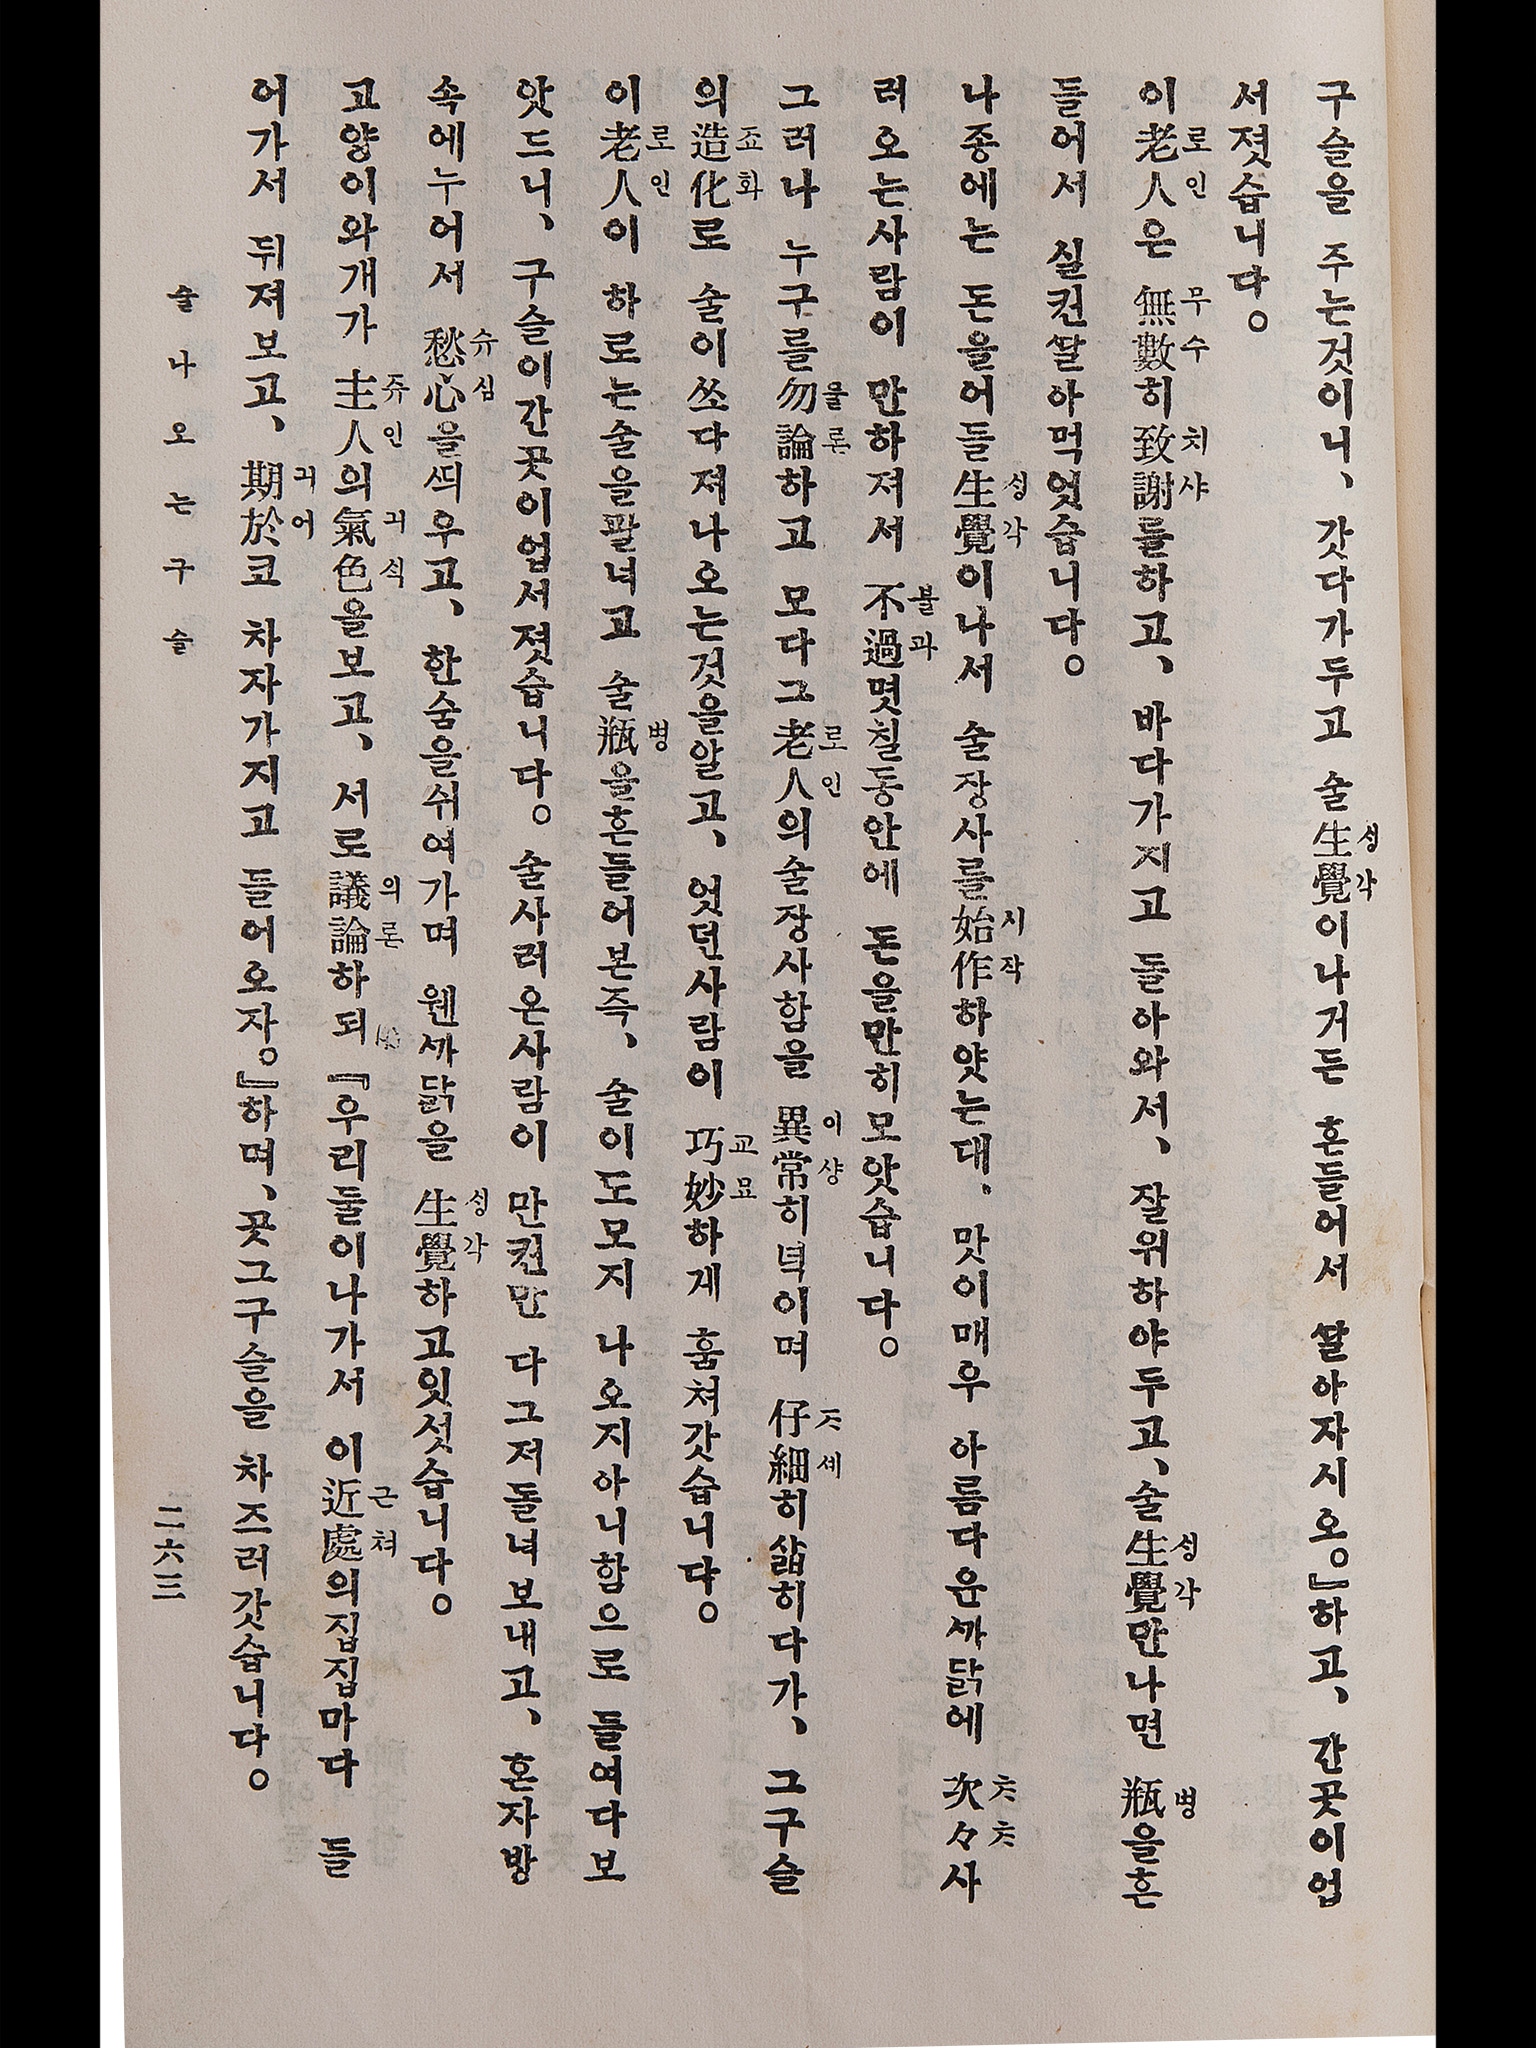 구슬을 주는것이니、 갓다가두고 술生覺이나거든 흔들어서 쌀아자시오。』하고、 간곳이업
서졋습니다。
이老人은 無數히致謝들하고、 바다가지고 돌아와서、 잘위하야두고、술生覺만나면 瓶을흔
들어서 실컨쌀아먹엇습니다。
나종에는 돈을어들生覺이나서 술장사를始作하얏는대、 맛이매우 아름다운까닭에 次々사
러오는사람이 만하져서 不過몃칠동안에 돈을만히모앗습니다。
그러나 누구를勿論하고 모다그老人의술장사함을 異常히녁이며 仔細히삷히다가、 그구슬
의造化로 술이쏘다져나오는것을알고、 엇던사람이 巧妙하게 훔쳐갓습니다。
이老人이 하로는술을팔녀고 술瓶을흔들어본즉、 술이도모지 나오지아니함으로 들여다보
앗드니、 구슬이간곳이업서졋습니다。 술사러온사람이 만컨만 다그저돌녀보내고、 혼자방
속에누어서 愁心을씌우고、 한숨을쉬여가며 웬까닭을 生覺하고잇섯습니다。
고양이와개가 主人의氣色을보고、 서로議論하되 『우리둘이나가서 이近處의집집마다 들
어가서 뒤져보고、 期於코 차자가지고 들어오자。』하며、곳그구슬을 차즈러갓습니다。
술나오는구슬
二六三